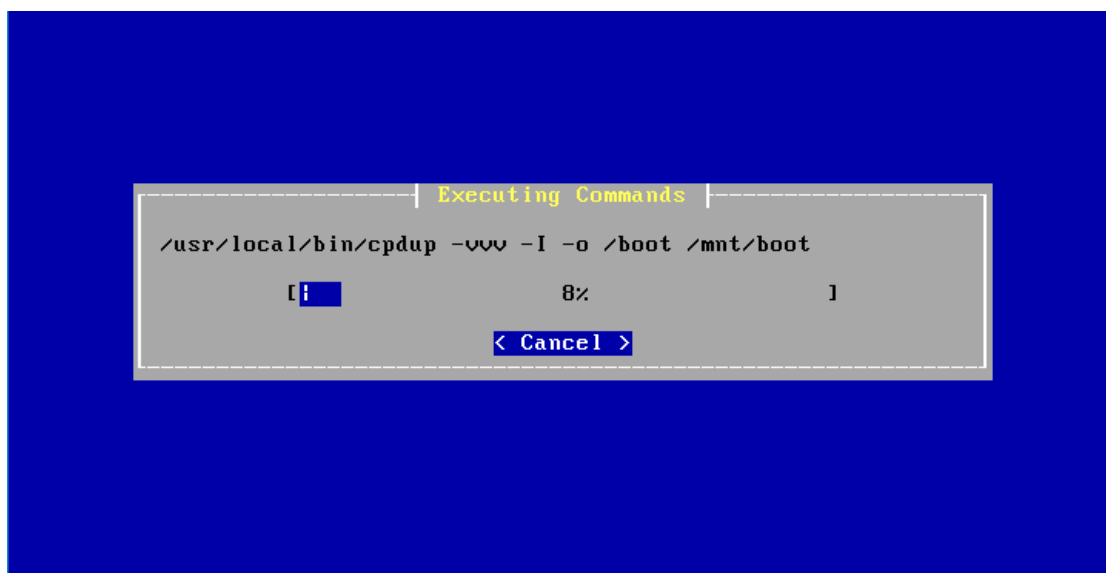 Executing Commands
/usr/local/bin/cpdup -vvv -I -o /boot /mnt/boot
[| 8% ]
< Cancel >